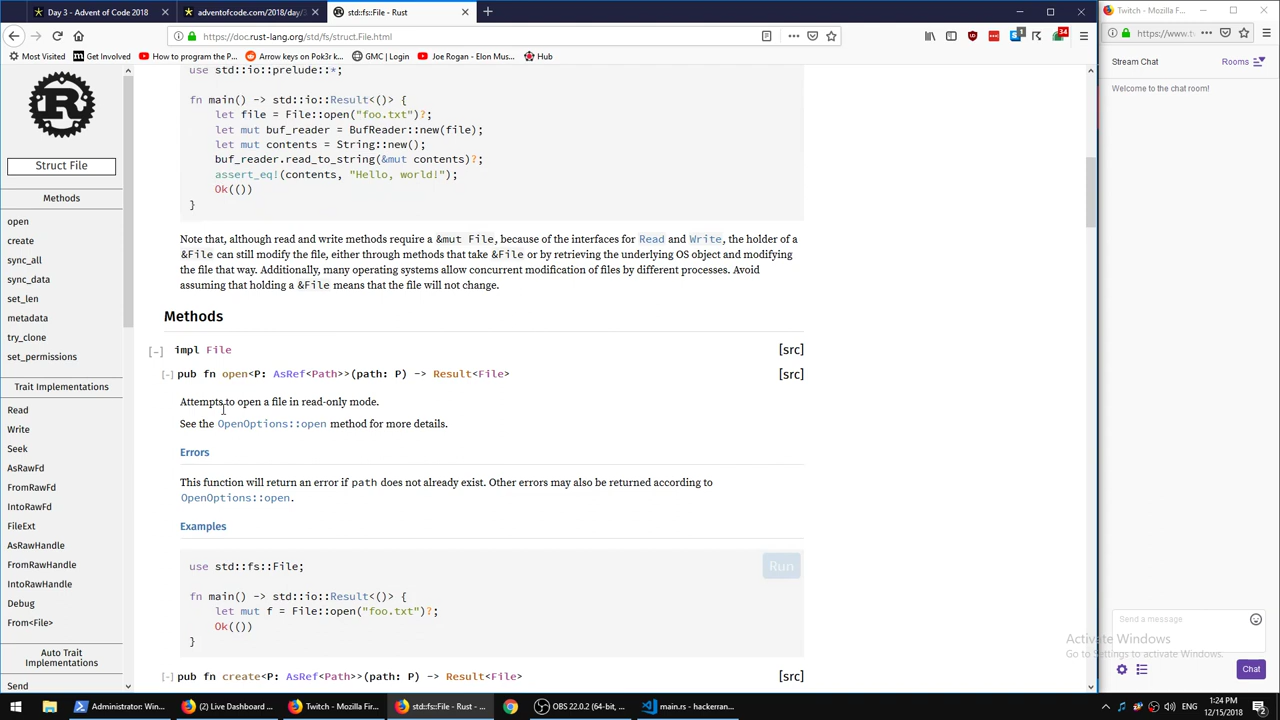 Day 3 - Advent of Code 2018
adventofcode.com/2018/day/
std::fs::File - Rust
Twitch - Mozilla F...
https://doc.rust-lang.org/std/fs/struct.File.html
34
https://www.t
Most Visited
Get Involved
How to program the P...
Arrow keys on Pok3r k...
GMC | Login
Joe Rogan - Elon Mus...
Hub
Stream Chat
Rooms
Welcome to the chat room!
Struct File
Methods
open
create
sync_all
sync_data
set_len
metadata
try_clone
set_permissions
Trait Implementations
Read
Write
Seek
AsRawFd
FromRawFd
IntoRawFd
FileExt
AsRawHandle
FromRawHandle
IntoRawHandle
Debug
From<File>
Auto Trait
Implementations
Send
use std::io::prelude::*;
fn main() -> std::io::Result<()> {
let file = File::open("foo.txt")?;
let mut buf_reader = BufReader::new(file);
let mut contents = String::new();
buf_reader.read_to_string(&mut contents)?;
assert_eq!(contents, "Hello, world!");
Ok(())
}
Note that, although read and write methods require a &mut File, because of the interfaces for Read and Write, the holder of a
&File can still modify the file, either through methods that take &File or by retrieving the underlying OS object and modifying
the file that way. Additionally, many operating systems allow concurrent modification of files by different processes. Avoid
assuming that holding a &File means that the file will not change.
Methods
[-] impl File [src]
[-] pub fn open<P: AsRef<Path>>(path: P) -> Result<File> [src]
Attempts to open a file in read-only mode.
See the OpenOptions::open method for more details.
Errors
This function will return an error if path does not already exist. Other errors may also be returned according to
OpenOptions::open.
Examples
Run
use std::fs::File;
fn main() -> std::io::Result<()> {
let mut f = File::open("foo.txt")?;
Ok(())
}
[-] pub fn create<P: AsRef<Path>>(path: P) -> Result<File> [src]
Send a message
Activate Windows
Go to Settings to activate Windows.
Chat
Administrator: Win...
(2) Live Dashboard ...
Twitch - Mozilla Fir...
std::fs::File - Rust - ...
OBS 22.0.2 (64-bit, ...
main.rs - hackerran...
1:24 PM
12/15/2018
2